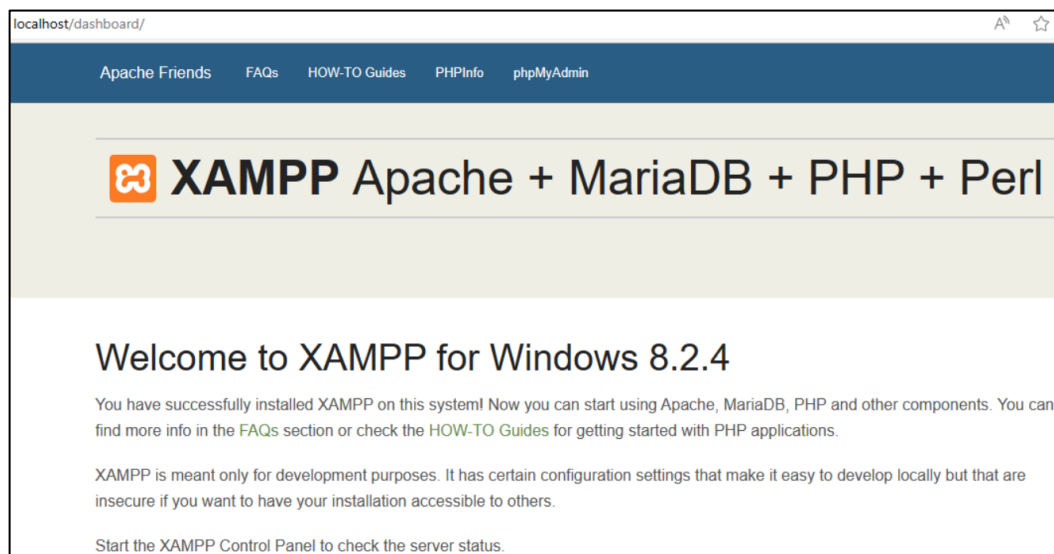 localhost/dashboard/
Apache Friends FAQs HOW-TO Guides PHPInfo phpMyAdmin
XAMPP Apache + MariaDB + PHP + Perl
Welcome to XAMPP for Windows 8.2.4
You have successfully installed XAMPP on this system! Now you can start using Apache, MariaDB, PHP and other components. You can
find more info in the FAQs section or check the HOW-TO Guides for getting started with PHP applications.
XAMPP is meant only for development purposes. It has certain configuration settings that make it easy to develop locally but that are
insecure if you want to have your installation accessible to others.
Start the XAMPP Control Panel to check the server status.